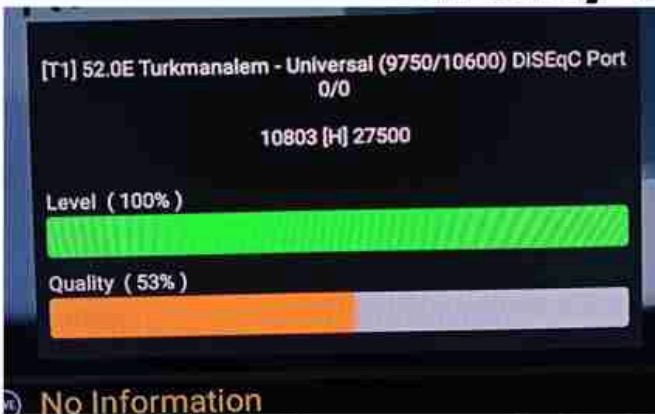 [T1] 52.0E Turkmanalem - Universal (9750/10600) DiSEqC Port
0/0
10803 [H] 27500
Level ( 100% )
Quality ( 53% )
No Information